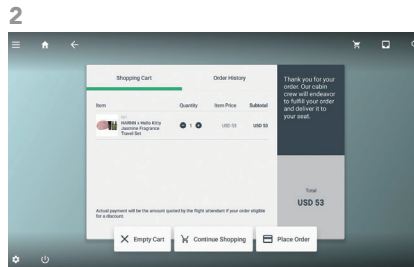 2
Shopping Cart
Order History
Thank you for your
order. Our cabin
crew will endeavor
to fulfill your order
and deliver it to
your seat.
Item
Quantity
Item Price
Subtotal
HARNN x Hello Kitty
Jasmine Fragrance
Travel Set
1
USD 53
USD 53
Total
USD 53
Actual payment will be the amount quoted by the flight attendant if your order eligible
for a discount.
Empty Cart
Continue Shopping
Place Order